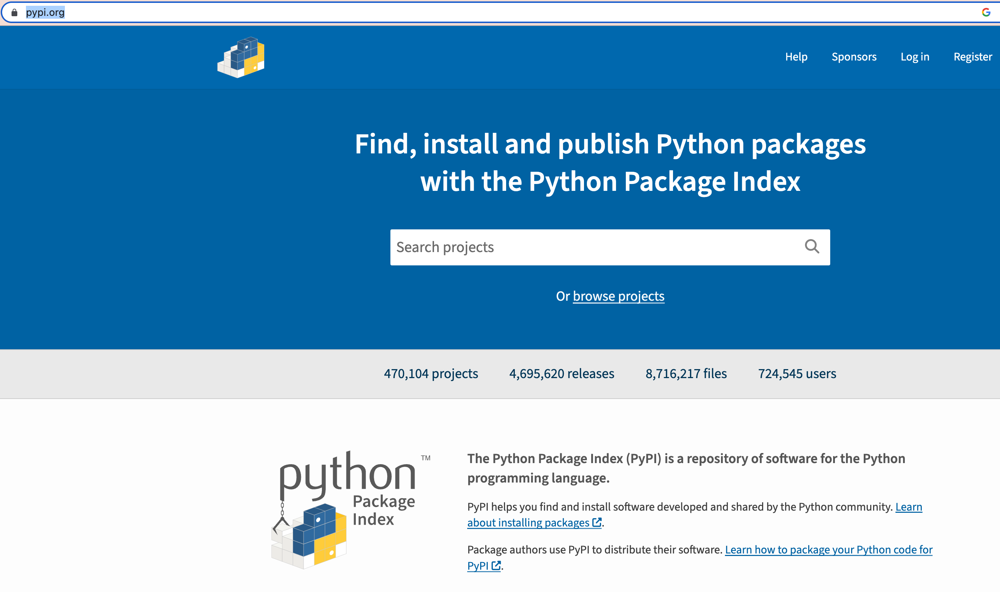 pypi.org
Help Sponsors Log in Register
Find, install and publish Python packages
with the Python Package Index
Search projects
Or browse projects
470,104 projects 4,695,620 releases 8,716,217 files 724,545 users
python ™
Package
Index
The Python Package Index (PyPI) is a repository of software for the Python
programming language.
PyPI helps you find and install software developed and shared by the Python community. Learn
about installing packages.
Package authors use PyPI to distribute their software. Learn how to package your Python code for
PyPI.